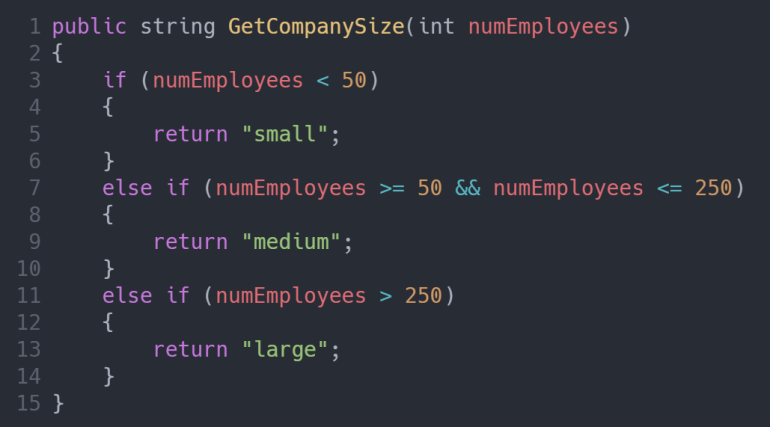 1 public string GetCompanySize(int numEmployees)
2 {
3     if (numEmployees < 50)
4     {
5         return "small";
6     }
7     else if (numEmployees >= 50 && numEmployees <= 250)
8     {
9         return "medium";
10     }
11     else if (numEmployees > 250)
12     {
13         return "large";
14     }
15 }